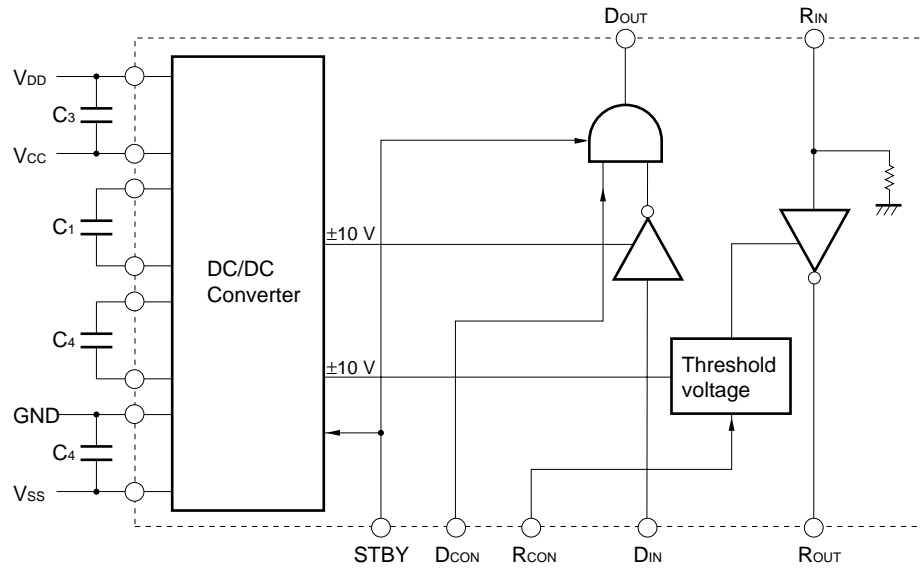 DOUT
RIN
VDD
C3
VCC
C1
DC/DC
Converter
±10 V
C4
±10 V
Threshold
voltage
GND
C4
VSS
STBY
DCON
RCON
DIN
ROUT